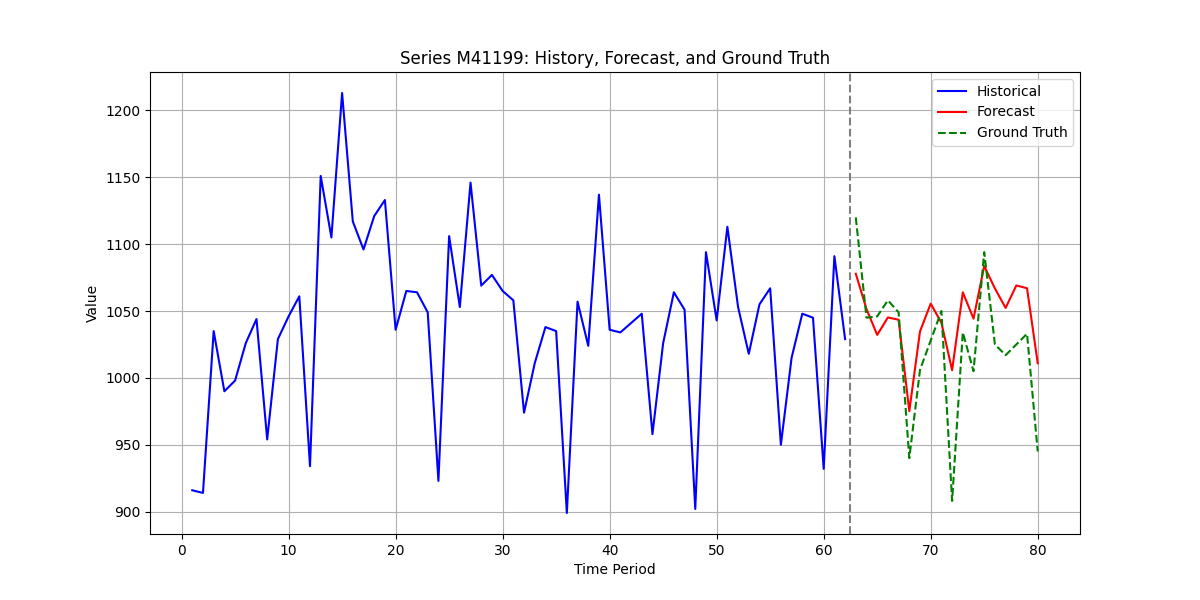 Series M41199: History, Forecast, and Ground Truth
Historical
Forecast
Ground Truth
1200
1150
1100
1050
1000
950
900
Value
0 10 20 30 40 50 60 70 80
Time Period